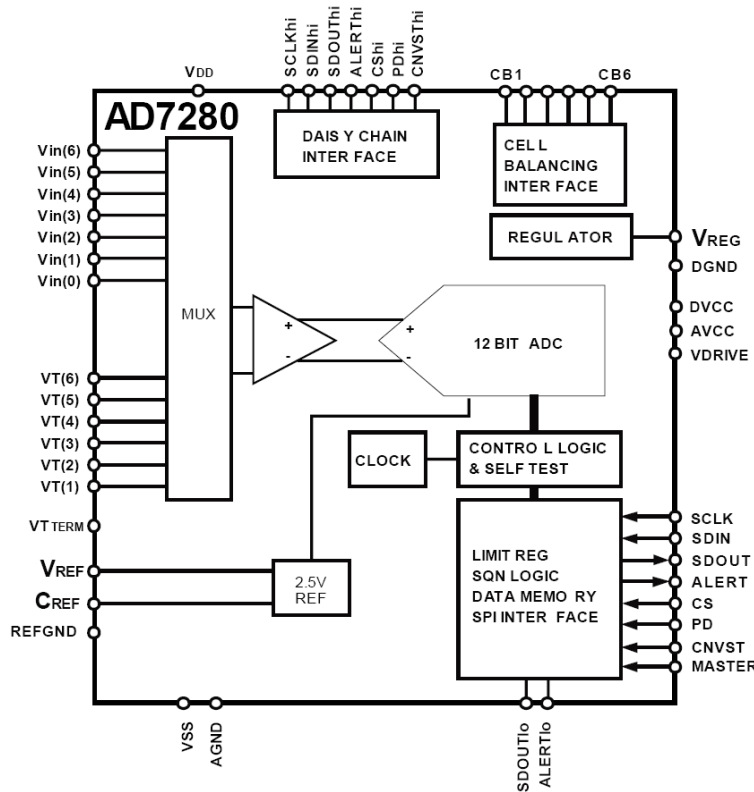 SCLKhi
SDINhi
SDOUThi
ALERThi
CShi
PDhi
CNVSThi
VDD
CB1
CB6
AD7280
DAIS Y CHAIN
INTER FACE
CEL L
BALANCING
INTER FACE
Vin(6)
Vin(5)
Vin(4)
Vin(3)
Vin(2)
Vin(1)
Vin(0)
REGUL ATOR
VREG
DGND
DVCC
AVCC
VDRIVE
MUX
+
-
+
-
12 BIT ADC
VT(6)
VT(5)
VT(4)
VT(3)
VT(2)
VT(1)
CLOCK
CONTRO L LOGIC
& SELF TEST
VTTERM
VREF
CREF
REFGND
2.5V
REF
LIMIT REG
SQN LOGIC
DATA MEMO RY
SPI INTER FACE
SCLK
SDIN
SDOUT
ALERT
CS
PD
CNVST
MASTER
VSS
AGND
SDOUTlo
ALERTlo